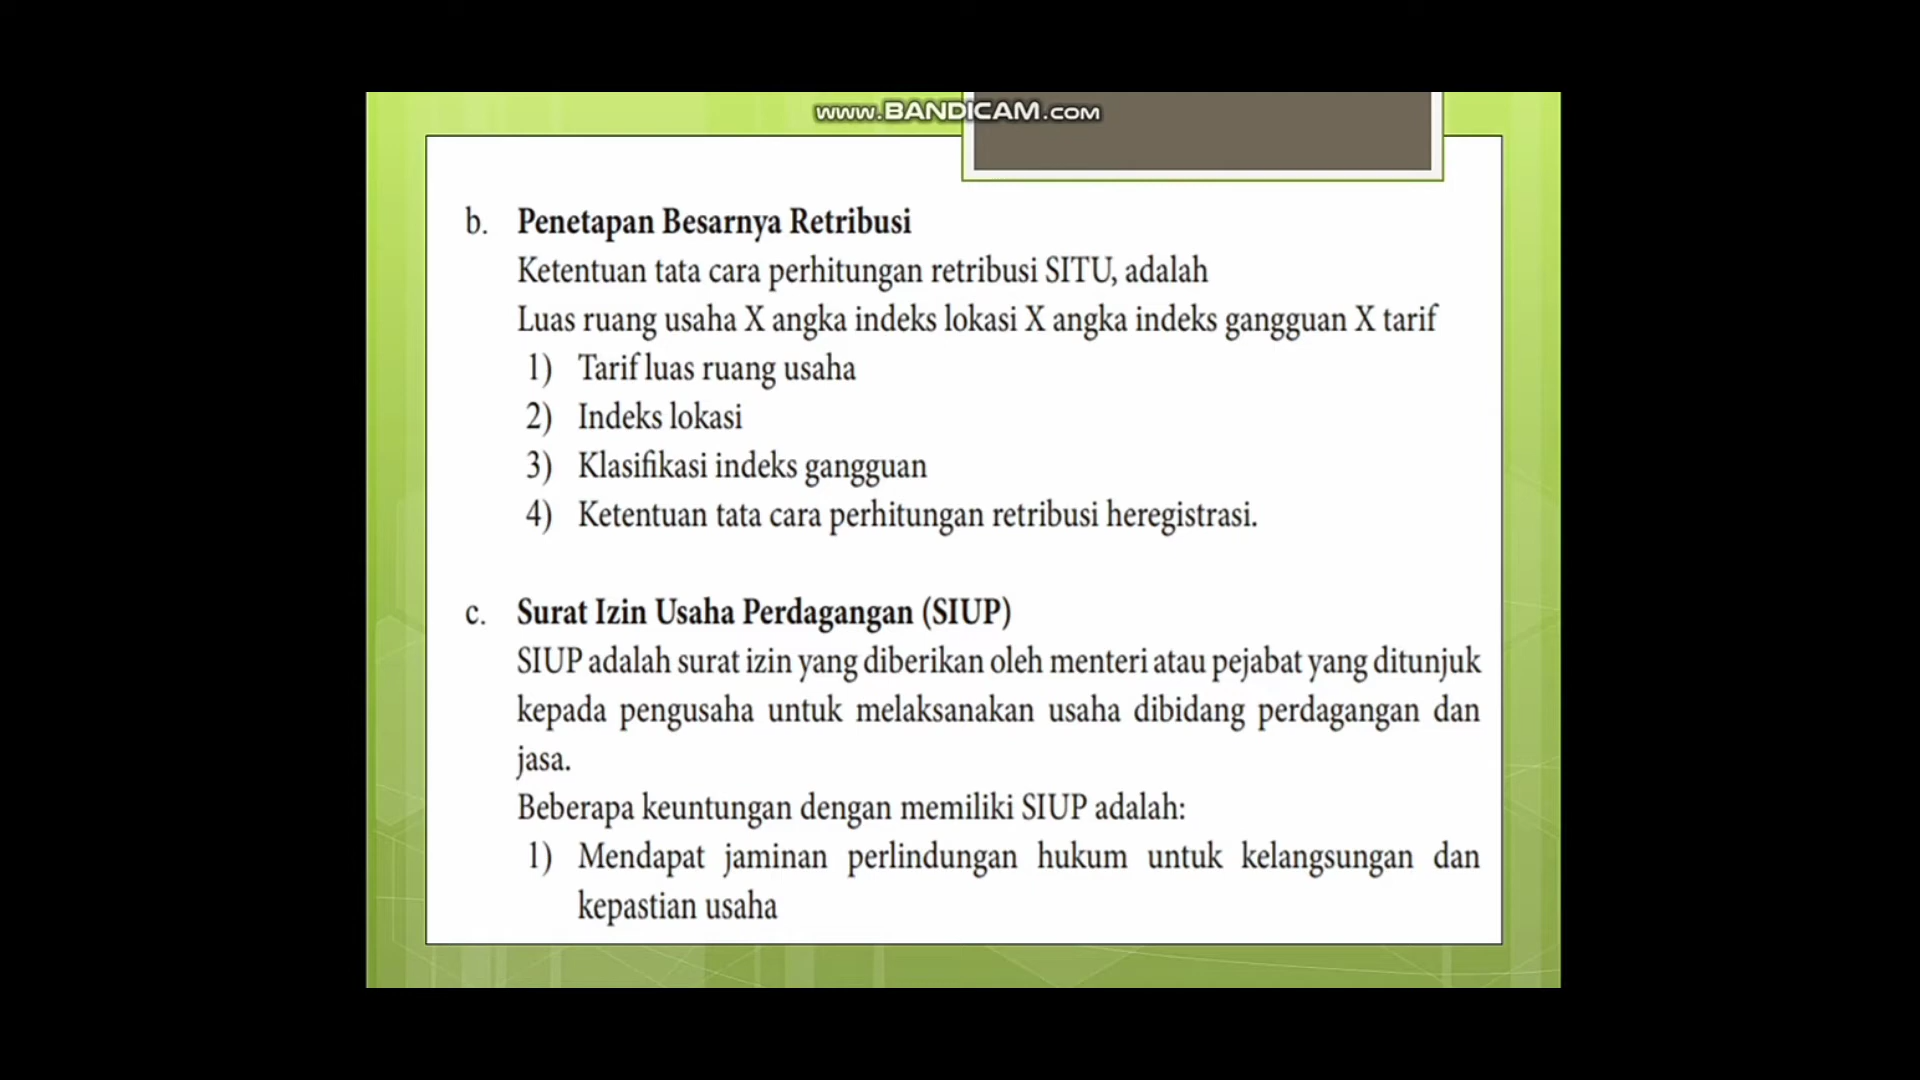 www.BANDICAM.com
b. Penetapan Besarnya Retribusi
Ketentuan tata cara perhitungan retribusi SITU, adalah
Luas ruang usaha X angka indeks lokasi X angka indeks gangguan X tarif
1) Tarif luas ruang usaha
2) Indeks lokasi
3) Klasifikasi indeks gangguan
4) Ketentuan tata cara perhitungan retribusi heregistrasi.
c. Surat Izin Usaha Perdagangan (SIUP)
SIUP adalah surat izin yang diberikan oleh menteri atau pejabat yang ditunjuk
kepada pengusaha untuk melaksanakan usaha dibidang perdagangan dan
jasa.
Beberapa keuntungan dengan memiliki SIUP adalah:
1) Mendapat jaminan perlindungan hukum untuk kelangsungan dan
kepastian usaha